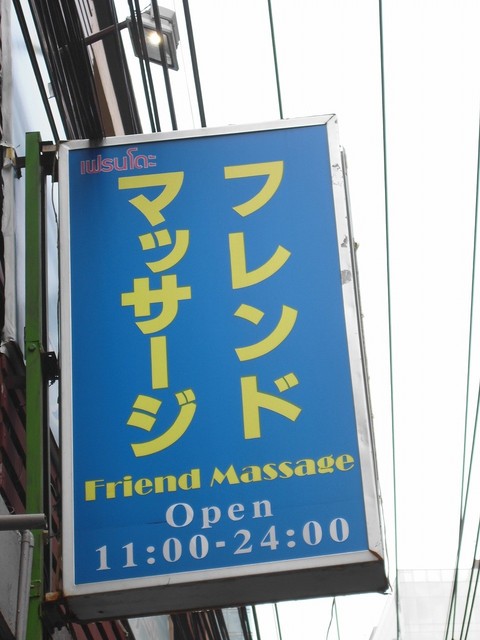 เฟรนโดะ
フレンド
マッサージ
Friend Massage
Open
11:00-24:00